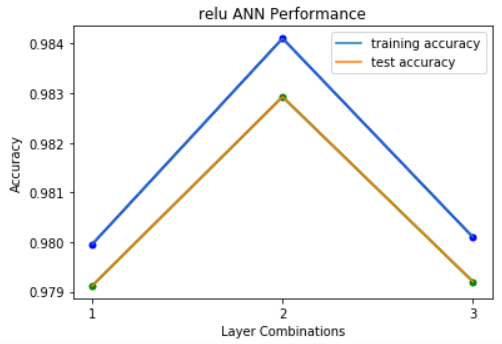 relu ANN Performance
training accuracy
test accuracy
0.984
0.983
0.982
0.981
0.980
0.979
Accuracy
1 2 3
Layer Combinations